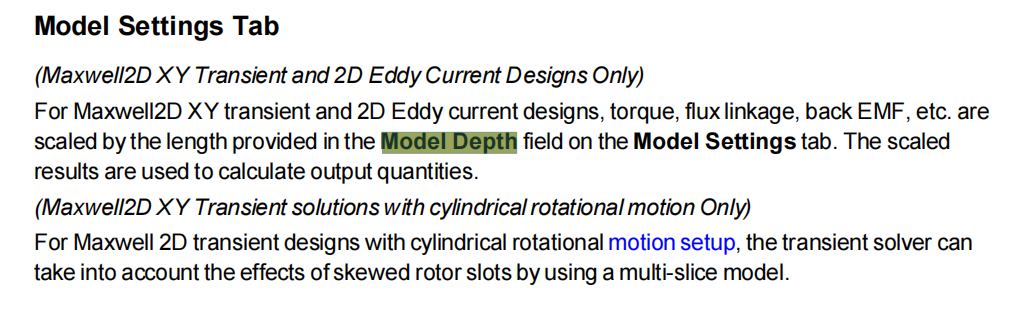 Model Settings Tab
(Maxwell2D XY Transient and 2D Eddy Current Designs Only)
For Maxwell2D XY transient and 2D Eddy current designs, torque, flux linkage, back EMF, etc. are
scaled by the length provided in the Model Depth field on the Model Settings tab. The scaled
results are used to calculate output quantities.
(Maxwell2D XY Transient solutions with cylindrical rotational motion Only)
For Maxwell 2D transient designs with cylindrical rotational motion setup, the transient solver can
take into account the effects of skewed rotor slots by using a multi-slice model.